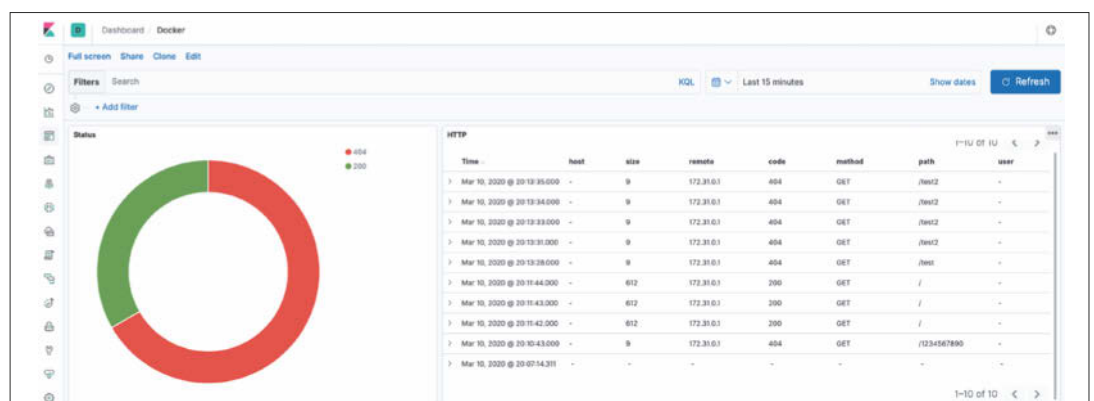 D Dashboard / Docker
Full screen Share Clone Edit
Filters Search KQL Last 15 minutes Show dates Refresh
+ Add filter
Status
404
200
HTTP
1–10 of 10
Time host size remote code method path user
Mar 10, 2020 @ 20:13:35.000 - 9 172.31.0.1 404 GET /test2 -
Mar 10, 2020 @ 20:13:34.000 - 9 172.31.0.1 404 GET /test2 -
Mar 10, 2020 @ 20:13:33.000 - 9 172.31.0.1 404 GET /test2 -
Mar 10, 2020 @ 20:13:31.000 - 9 172.31.0.1 404 GET /test2 -
Mar 10, 2020 @ 20:13:28.000 - 9 172.31.0.1 404 GET /test -
Mar 10, 2020 @ 20:11:44.000 - 612 172.31.0.1 200 GET / -
Mar 10, 2020 @ 20:11:43.000 - 612 172.31.0.1 200 GET / -
Mar 10, 2020 @ 20:11:42.000 - 612 172.31.0.1 200 GET / -
Mar 10, 2020 @ 20:10:43.000 - 9 172.31.0.1 404 GET /1234567890 -
Mar 10, 2020 @ 20:07:14.311 - - - - - - -
1–10 of 10